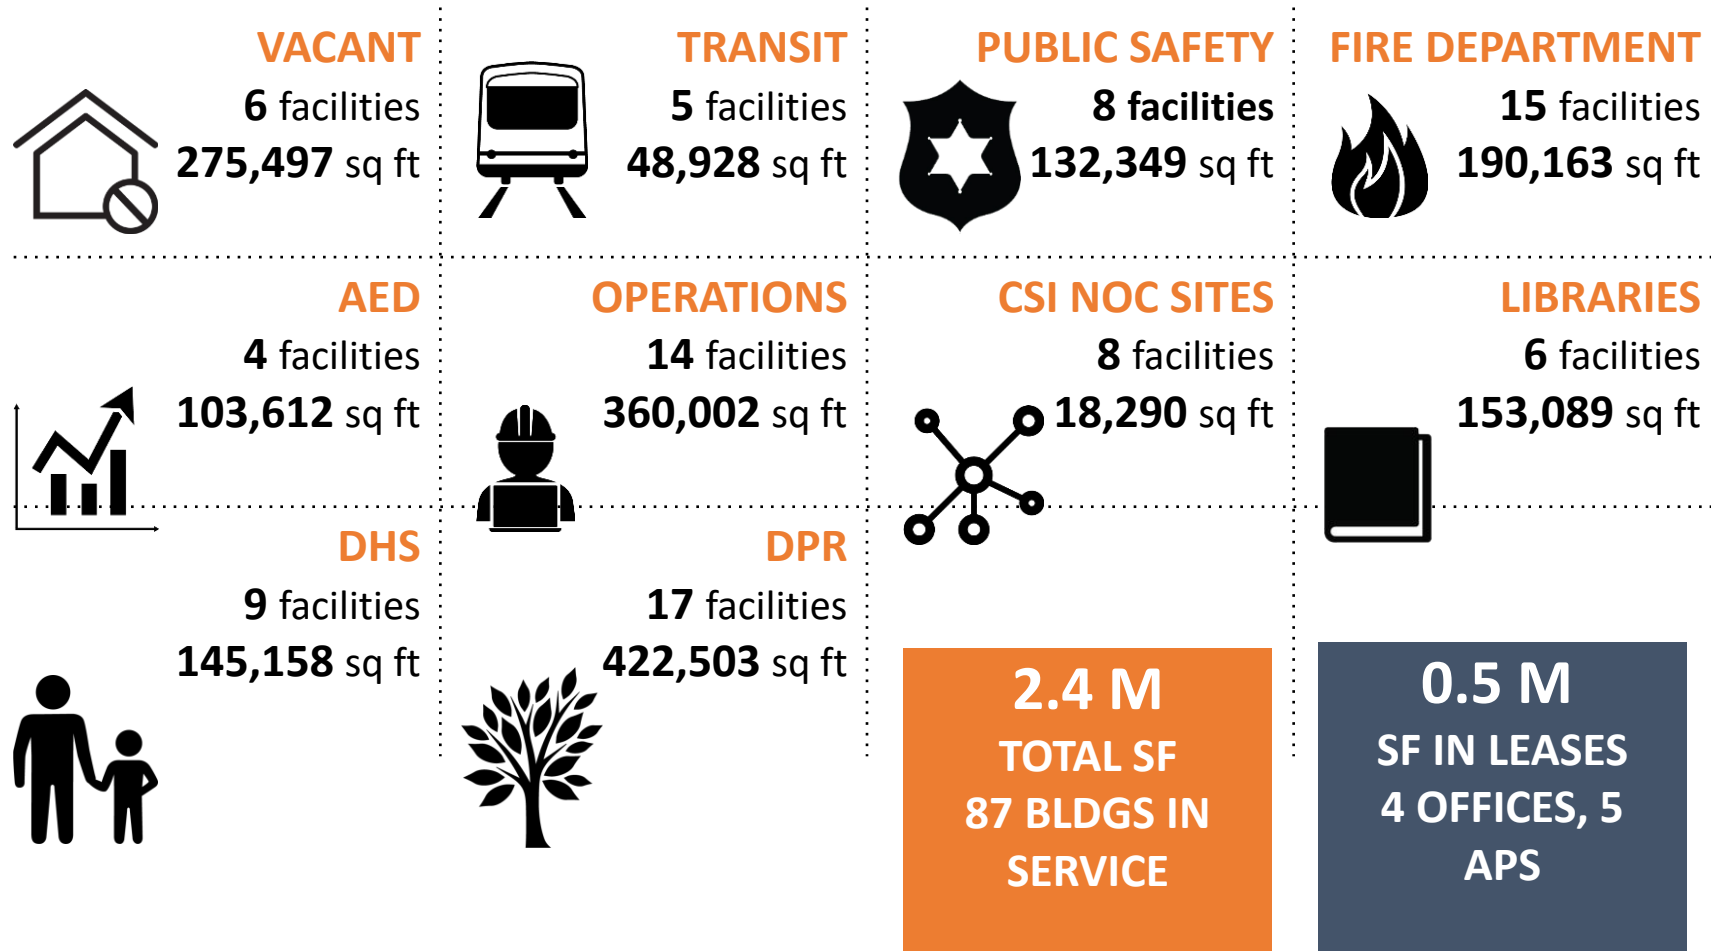 VACANT
6 facilities
275,497 sq ft
TRANSIT
5 facilities
48,928 sq ft
PUBLIC SAFETY
8 facilities
132,349 sq ft
FIRE DEPARTMENT
15 facilities
190,163 sq ft
AED
4 facilities
103,612 sq ft
OPERATIONS
14 facilities
360,002 sq ft
CSI NOC SITES
8 facilities
18,290 sq ft
LIBRARIES
6 facilities
153,089 sq ft
DHS
9 facilities
145,158 sq ft
DPR
17 facilities
422,503 sq ft
2.4 M
TOTAL SF
87 BLDGS IN
SERVICE
0.5 M
SF IN LEASES
4 OFFICES, 5
APS